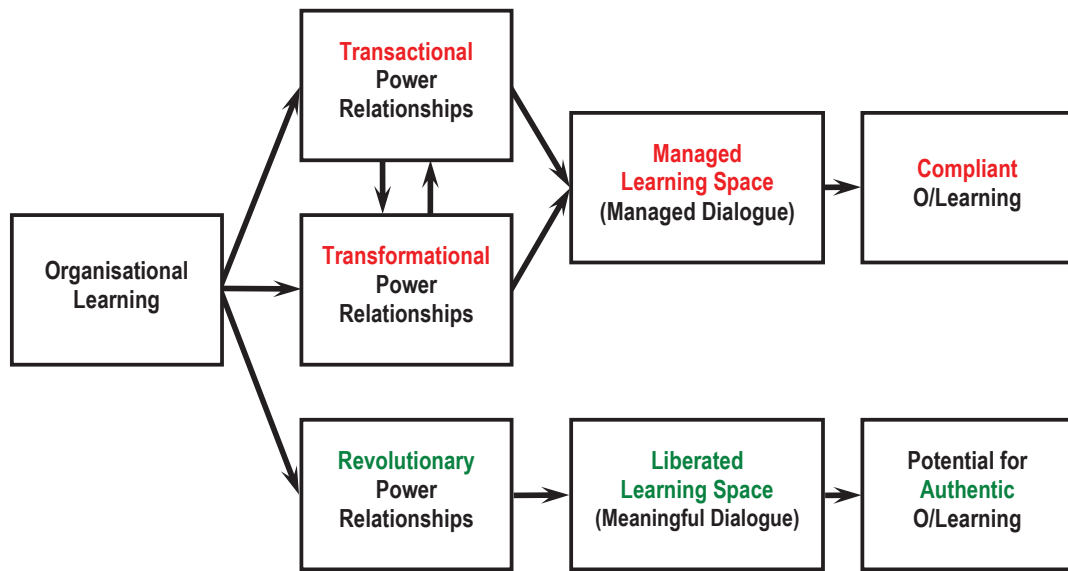 Transactional
Power
Relationships
Managed
Learning Space
(Managed Dialogue)
Compliant
O/Learning
Organisational
Learning
Transformational
Power
Relationships
Revolutionary
Power
Relationships
Liberated
Learning Space
(Meaningful Dialogue)
Potential for
Authentic
O/Learning